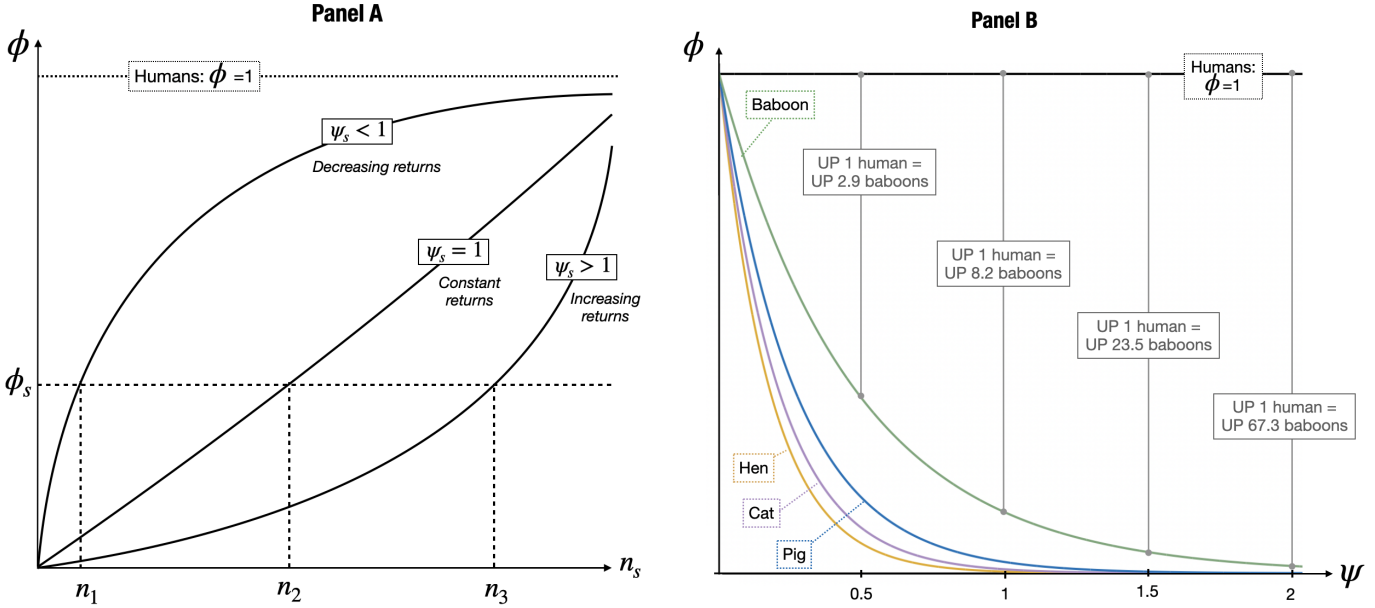 Panel A
ϕ
Humans: ϕ =1
ψs < 1
Decreasing returns
ψs = 1
Constant
returns
ψs > 1
Increasing
returns
ϕs
n1
n2
n3
ns
Panel B
ϕ
Humans:
ϕ=1
Baboon
UP 1 human =
UP 2.9 baboons
UP 1 human =
UP 8.2 baboons
UP 1 human =
UP 23.5 baboons
UP 1 human =
UP 67.3 baboons
Hen
Cat
Pig
0.5
1
1.5
2
ψ